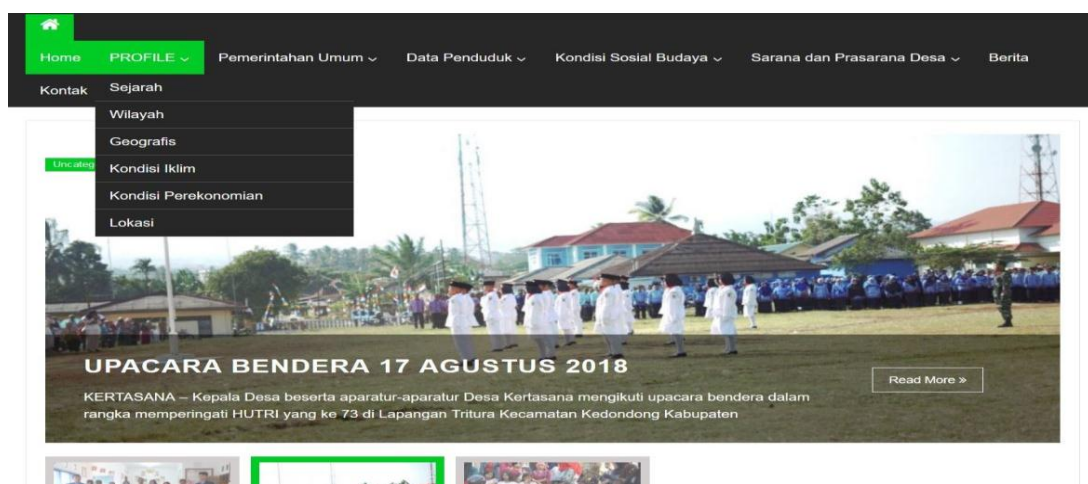 Home PROFILE Pemerintahan Umum Data Penduduk Kondisi Sosial Budaya Sarana dan Prasarana Desa Berita
Kontak
Sejarah
Wilayah
Geografis
Kondisi Iklim
Kondisi Perekonomian
Lokasi
Uncateg
UPACARA BENDERA 17 AGUSTUS 2018
KERTASANA – Kepala Desa beserta aparatur-aparatur Desa Kertasana mengikuti upacara bendera dalam
rangka memperingati HUTRI yang ke 73 di Lapangan Tritura Kecamatan Kedondong Kabupaten
Read More »